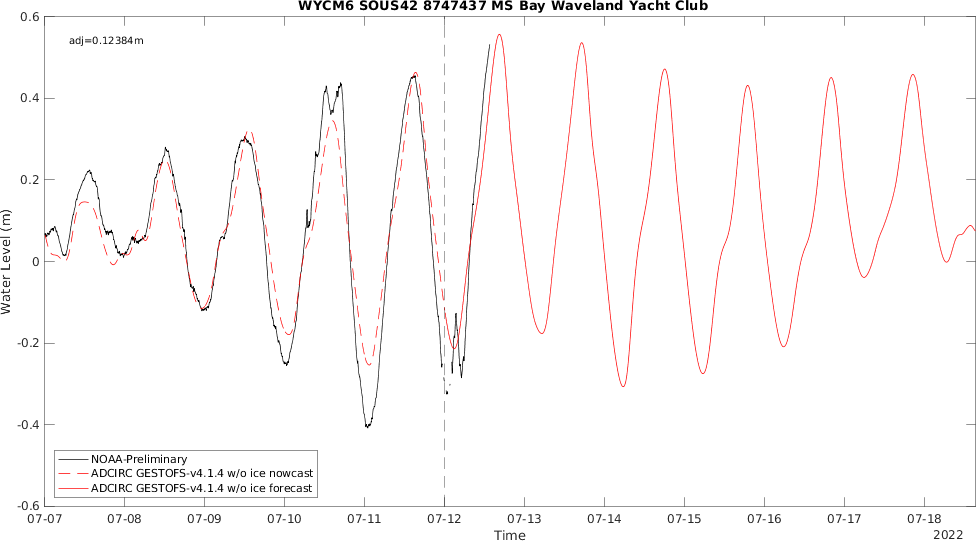 WYCM6 SOUS42 8747437 MS Bay Waveland Yacht Club
adj=0.12384m
0.6
0.4
0.2
0
-0.2
-0.4
-0.6
Water Level (m)
NOAA-Preliminary
ADCIRC GESTOFS-v4.1.4 w/o ice nowcast
ADCIRC GESTOFS-v4.1.4 w/o ice forecast
07-07 07-08 07-09 07-10 07-11 07-12 07-13 07-14 07-15 07-16 07-17 07-18
Time
2022